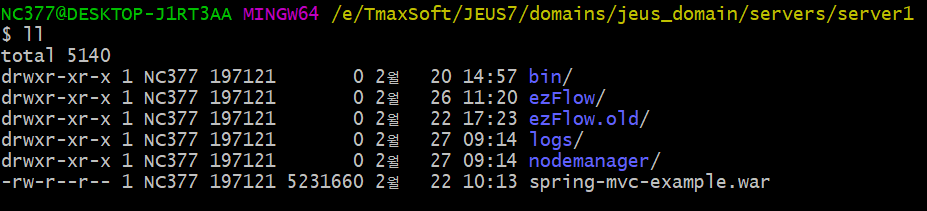 NC377@DESKTOP-J1RT3AA MINGW64 /e/TmaxSoft/JEUS7/domains/jeus_domain/servers/server1
$ ll
total 5140
drwxr-xr-x 1 NC377 197121       0 2월   20 14:57 bin/
drwxr-xr-x 1 NC377 197121       0 2월   26 11:20 ezFlow/
drwxr-xr-x 1 NC377 197121       0 2월   22 17:23 ezFlow.old/
drwxr-xr-x 1 NC377 197121       0 2월   27 09:14 logs/
drwxr-xr-x 1 NC377 197121       0 2월   27 09:14 nodemanager/
-rw-r--r-- 1 NC377 197121 5231660 2월   22 10:13 spring-mvc-example.war